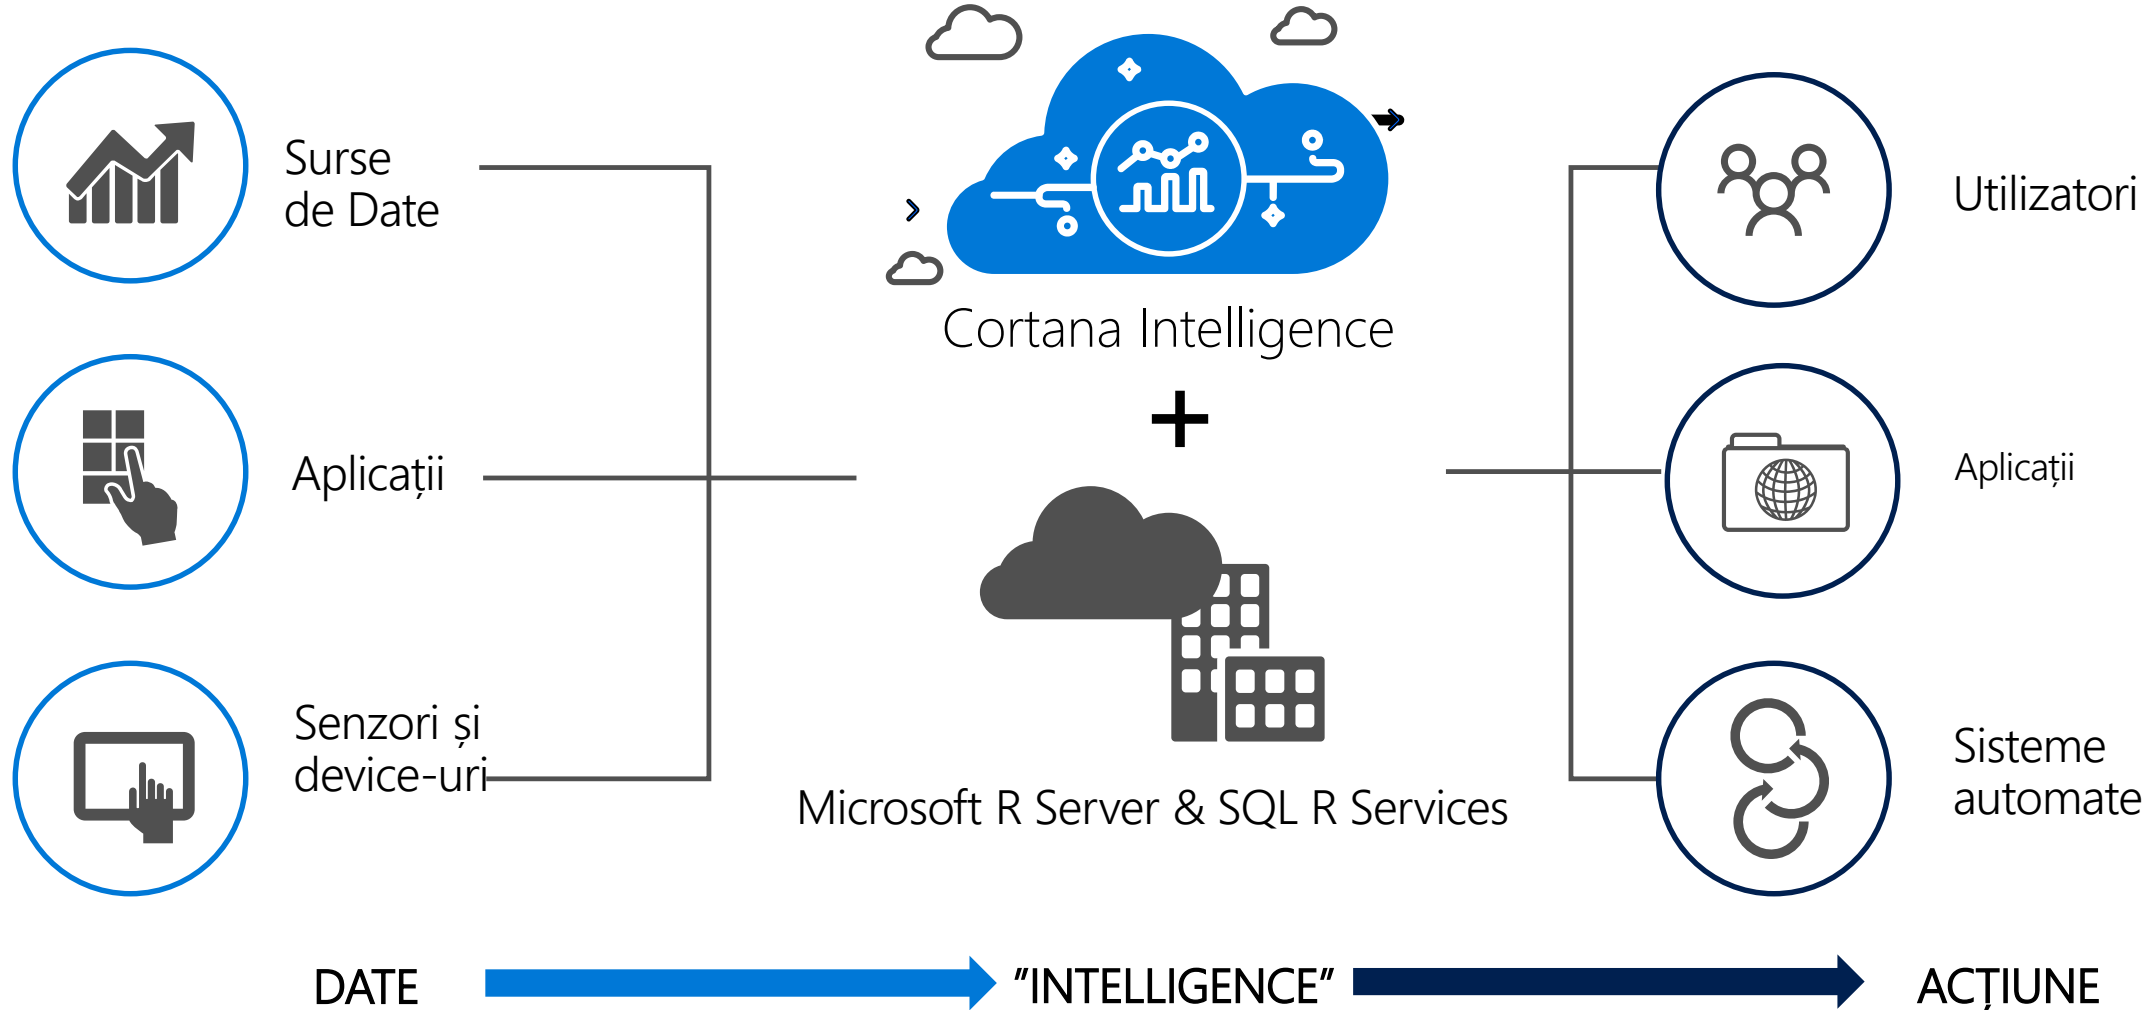 Surse
de Date
Aplicații
Senzori și
device-uri
Cortana Intelligence
+
Microsoft R Server & SQL R Services
Utilizatori
Aplicații
Sisteme
automate
DATE
"INTELLIGENCE"
ACȚIUNE